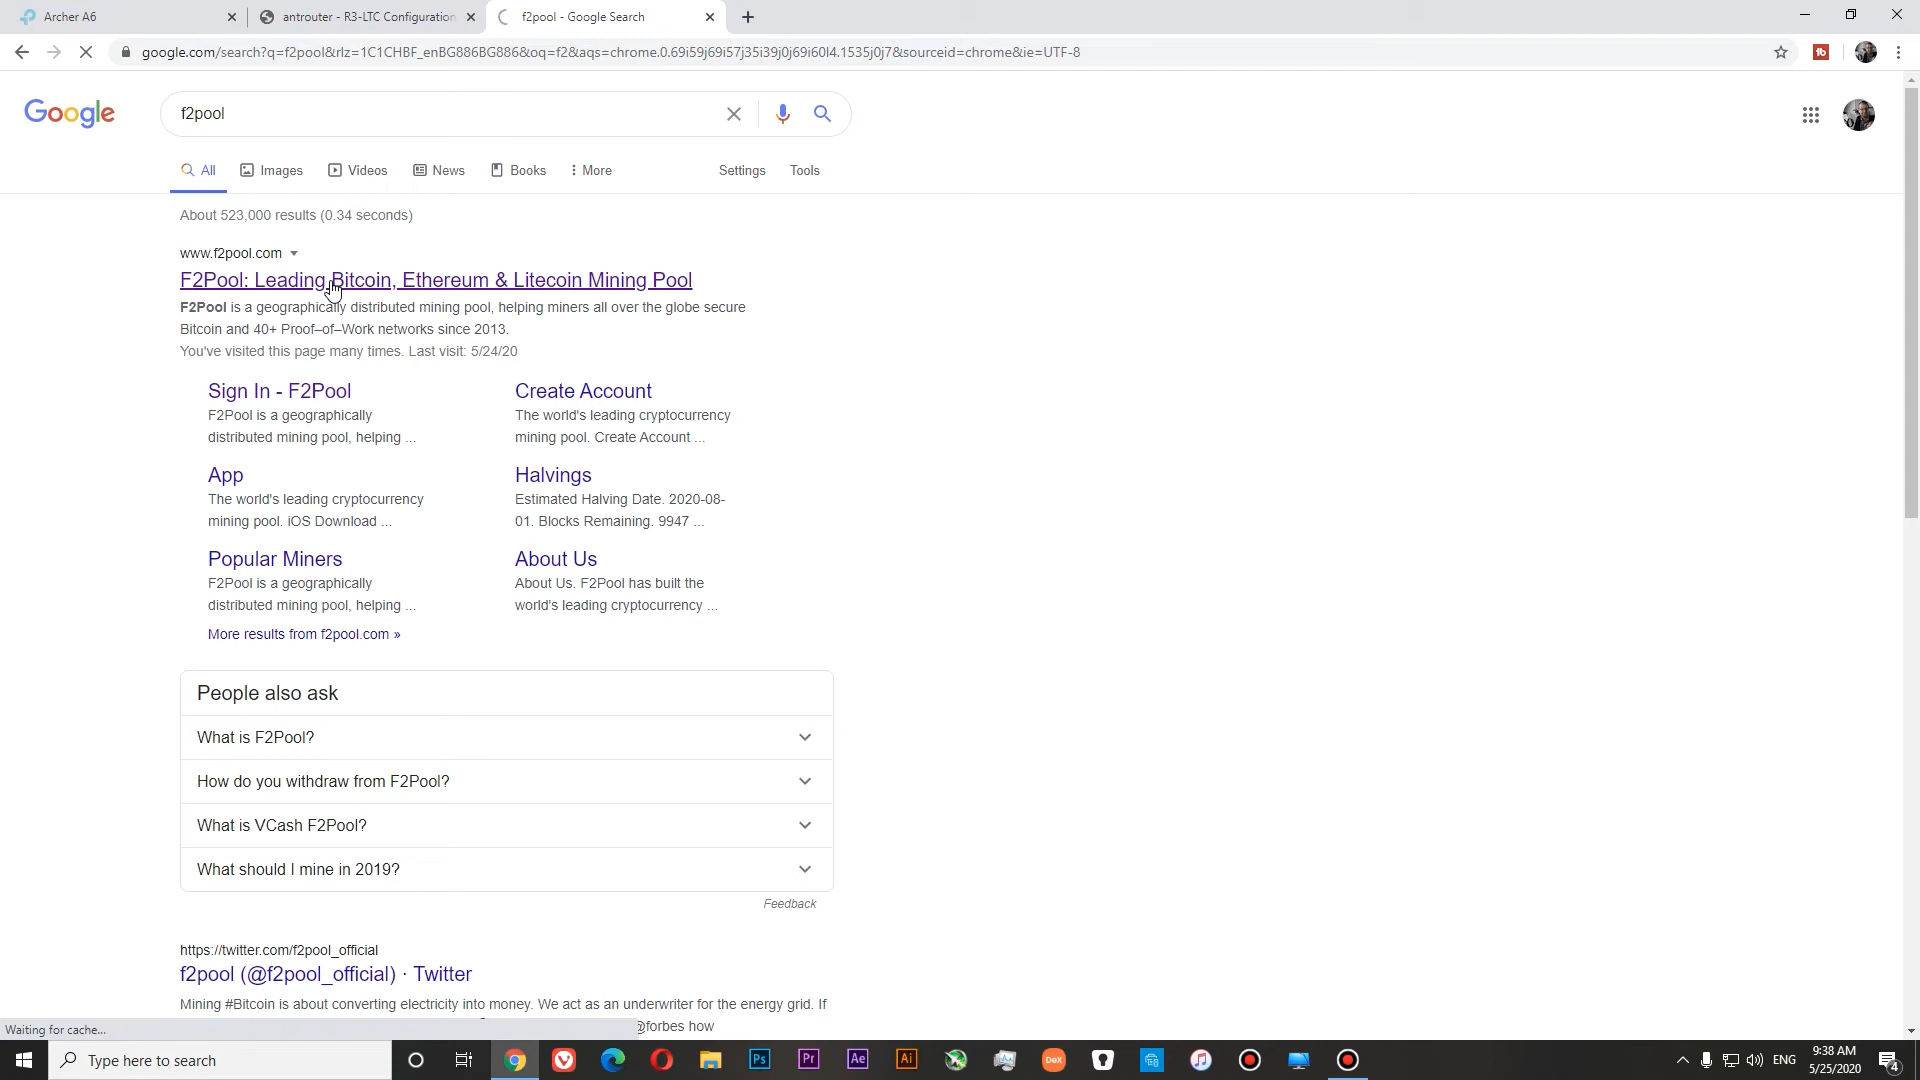 Archer A6
antrouter - R3-LTC Configuration
f2pool - Google Search
google.com/search?q=f2pool&rlz=1C1CHBF_enBG886BG886&oq=f2&aqs=chrome.0.69i59j69i57j35i39j0j69i60l4.1535j0j7&sourceid=chrome&ie=UTF-8
Google
f2pool
All Images Videos News Books More Settings Tools
About 523,000 results (0.34 seconds)
www.f2pool.com
F2Pool: Leading Bitcoin, Ethereum & Litecoin Mining Pool
F2Pool is a geographically distributed mining pool, helping miners all over the globe secure
Bitcoin and 40+ Proof–of–Work networks since 2013.
You've visited this page many times. Last visit: 5/24/20
Sign In - F2Pool
F2Pool is a geographically
distributed mining pool, helping ...
Create Account
The world's leading cryptocurrency
mining pool. Create Account ...
App
The world's leading cryptocurrency
mining pool. iOS Download ...
Halvings
Estimated Halving Date. 2020-08-
01. Blocks Remaining. 9947 ...
Popular Miners
F2Pool is a geographically
distributed mining pool, helping ...
About Us
About Us. F2Pool has built the
world's leading cryptocurrency ...
More results from f2pool.com »
People also ask
What is F2Pool?
How do you withdraw from F2Pool?
What is VCash F2Pool?
What should I mine in 2019?
Feedback
https://twitter.com/f2pool_official
f2pool (@f2pool_official) · Twitter
Mining #Bitcoin is about converting electricity into money. We act as an underwriter for the energy grid. If
@forbes how
Waiting for cache...
Type here to search
Ps
Pr
Ae
Ai
DeX
ENG
9:38 AM
5/25/2020
4